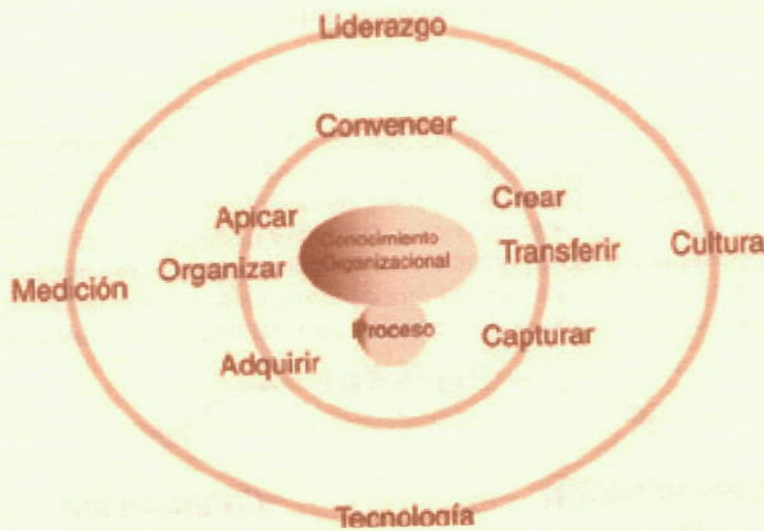 Liderazgo
Convencer
Crear
Apicar
Conocimiento
Organizacional
Transferir
Cultura
Organizar
Medición
Proceso
Capturar
Adquirir
Tecnología